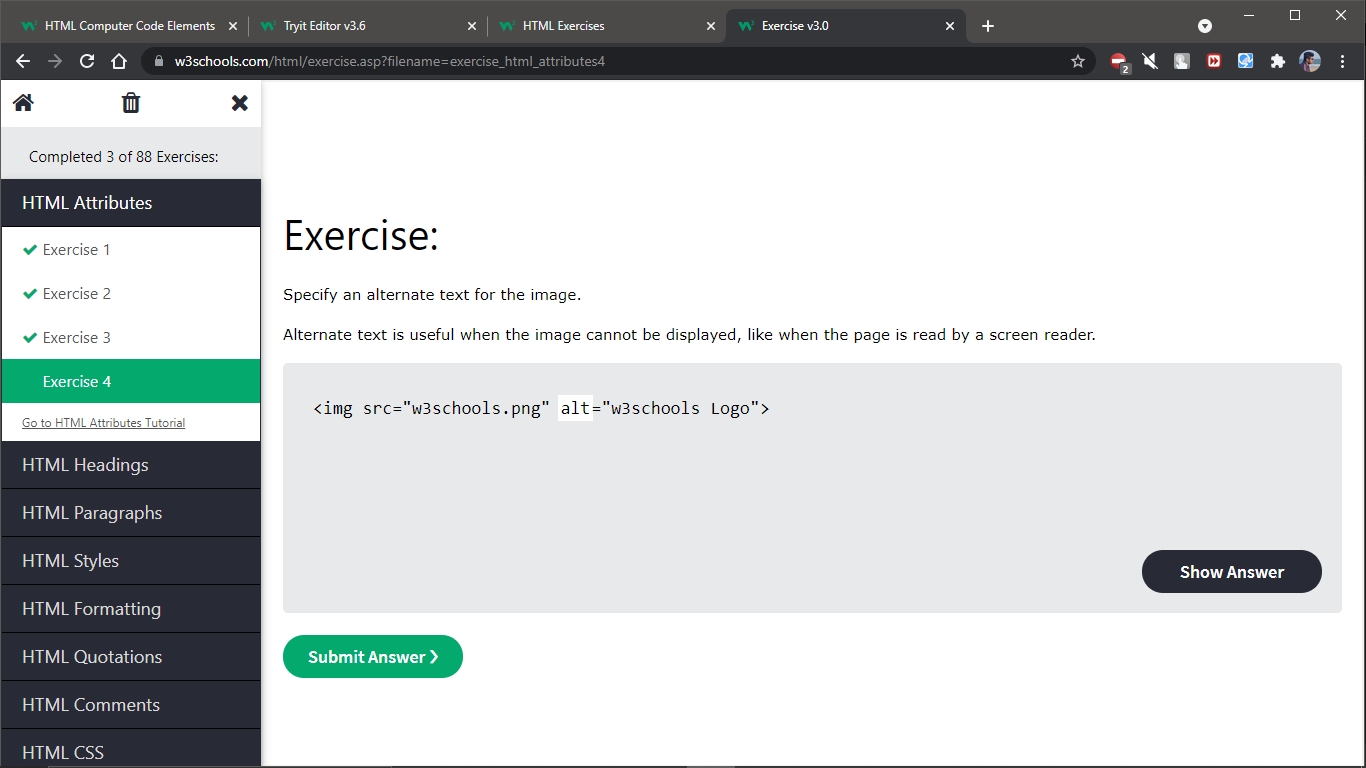 HTML Computer Code Elements
Tryit Editor v3.6
HTML Exercises
Exercise v3.0
w3schools.com/html/exercise.asp?filename=exercise_html_attributes4
2
Completed 3 of 88 Exercises:
HTML Attributes
Exercise 1
Exercise 2
Exercise 3
Exercise 4
Go to HTML Attributes Tutorial
HTML Headings
HTML Paragraphs
HTML Styles
HTML Formatting
HTML Quotations
HTML Comments
HTML CSS
Exercise:
Specify an alternate text for the image.
Alternate text is useful when the image cannot be displayed, like when the page is read by a screen reader.
<img src="w3schools.png" alt="w3schools Logo">
Show Answer
Submit Answer ❯